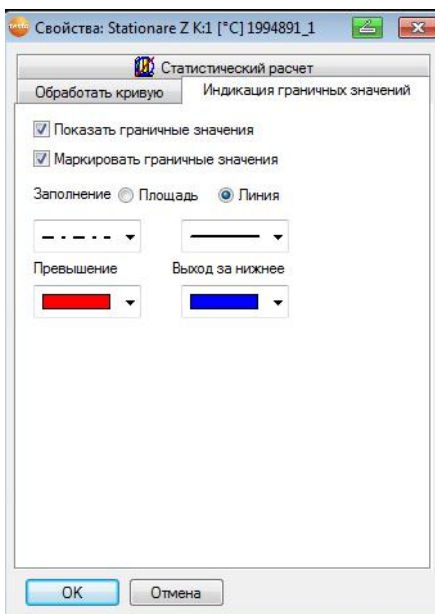 testo
Свойства: Stationare Z K:1 [°C] 1994891_1
Статистический расчет
Обработать кривую
Индикация граничных значений
Показать граничные значения
Маркировать граничные значения
Заполнение Площадь Линия
Превышение Выход за нижнее
OK Отмена